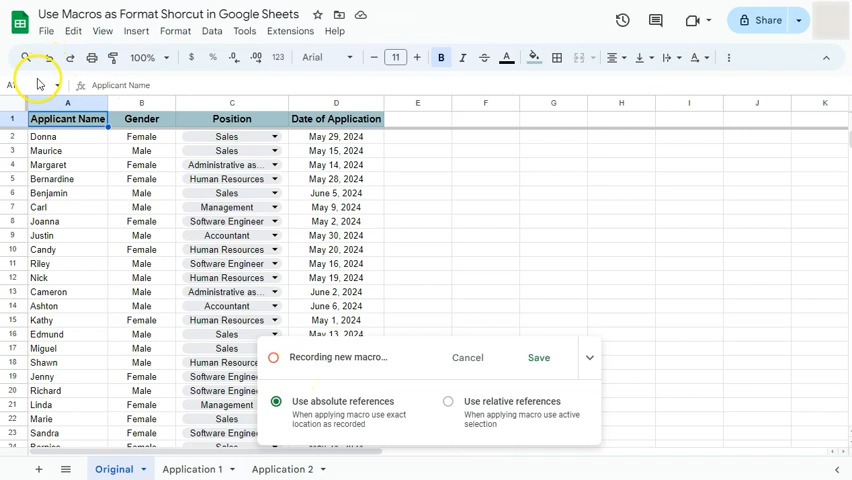 Use Macros as Format Shorcut in Google Sheets
File Edit View Insert Format Data Tools Extensions Help
Share
100% $ % .0 .00 123 Arial 11 B I S A
fx Applicant Name
A B C D E F G H I J K
1 Applicant Name Gender Position Date of Application
2 Donna Female Sales May 29, 2024
3 Maurice Male Sales May 15, 2024
4 Margaret Female Administrative as... May 14, 2024
5 Bernardine Female Human Resources May 28, 2024
6 Benjamin Male Sales June 5, 2024
7 Carl Male Management May 9, 2024
8 Joanna Female Software Engineer May 2, 2024
9 Justin Male Accountant May 30, 2024
10 Candy Female Human Resources May 20, 2024
11 Riley Male Software Engineer May 16, 2024
12 Nick Male Human Resources May 19, 2024
13 Cameron Male Administrative as... June 2, 2024
14 Ashton Male Accountant June 6, 2024
15 Kathy Female Human Resources May 1, 2024
16 Edmund Male Sales May 13, 2024
17 Miguel Male Sales
18 Shawn Male Human Resou
19 Jenny Female Software Engine
20 Richard Male Software Engine
21 Linda Female Management
22 Marie Female Sales
23 Sandra Female Software Engine
24
Recording new macro... Cancel Save
Use absolute references
When applying macro use exact
location as recorded
Use relative references
When applying macro use active
selection
Original Application 1 Application 2